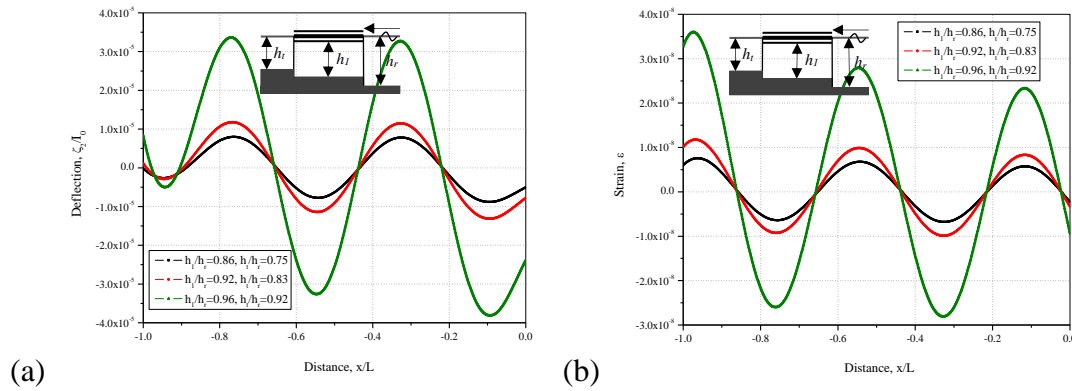 4.0x10⁻⁵
3.0x10⁻⁵
2.0x10⁻⁵
1.0x10⁻⁵
0.0
-1.0x10⁻⁵
-2.0x10⁻⁵
-3.0x10⁻⁵
-4.0x10⁻⁵
Deflection, ζ₂/I₀
hₜ
h₁
hᵣ
h₁/hᵣ=0.86, hₜ/hᵣ=0.75
h₁/hᵣ=0.92, hₜ/hᵣ=0.83
h₁/hᵣ=0.96, hₜ/hᵣ=0.92
-1.0 -0.8 -0.6 -0.4 -0.2 0.0
Distance, x/L
(a)
4.0x10⁻⁸
3.0x10⁻⁸
2.0x10⁻⁸
1.0x10⁻⁸
0.0
-1.0x10⁻⁸
-2.0x10⁻⁸
-3.0x10⁻⁸
Strain, ε
hₜ
h₁
hᵣ
h₁/hᵣ=0.86, hₜ/hᵣ=0.75
h₁/hᵣ=0.92, hₜ/hᵣ=0.83
h₁/hᵣ=0.96, hₜ/hᵣ=0.92
-1.0 -0.8 -0.6 -0.4 -0.2 0.0
Distance, x/L
(b)